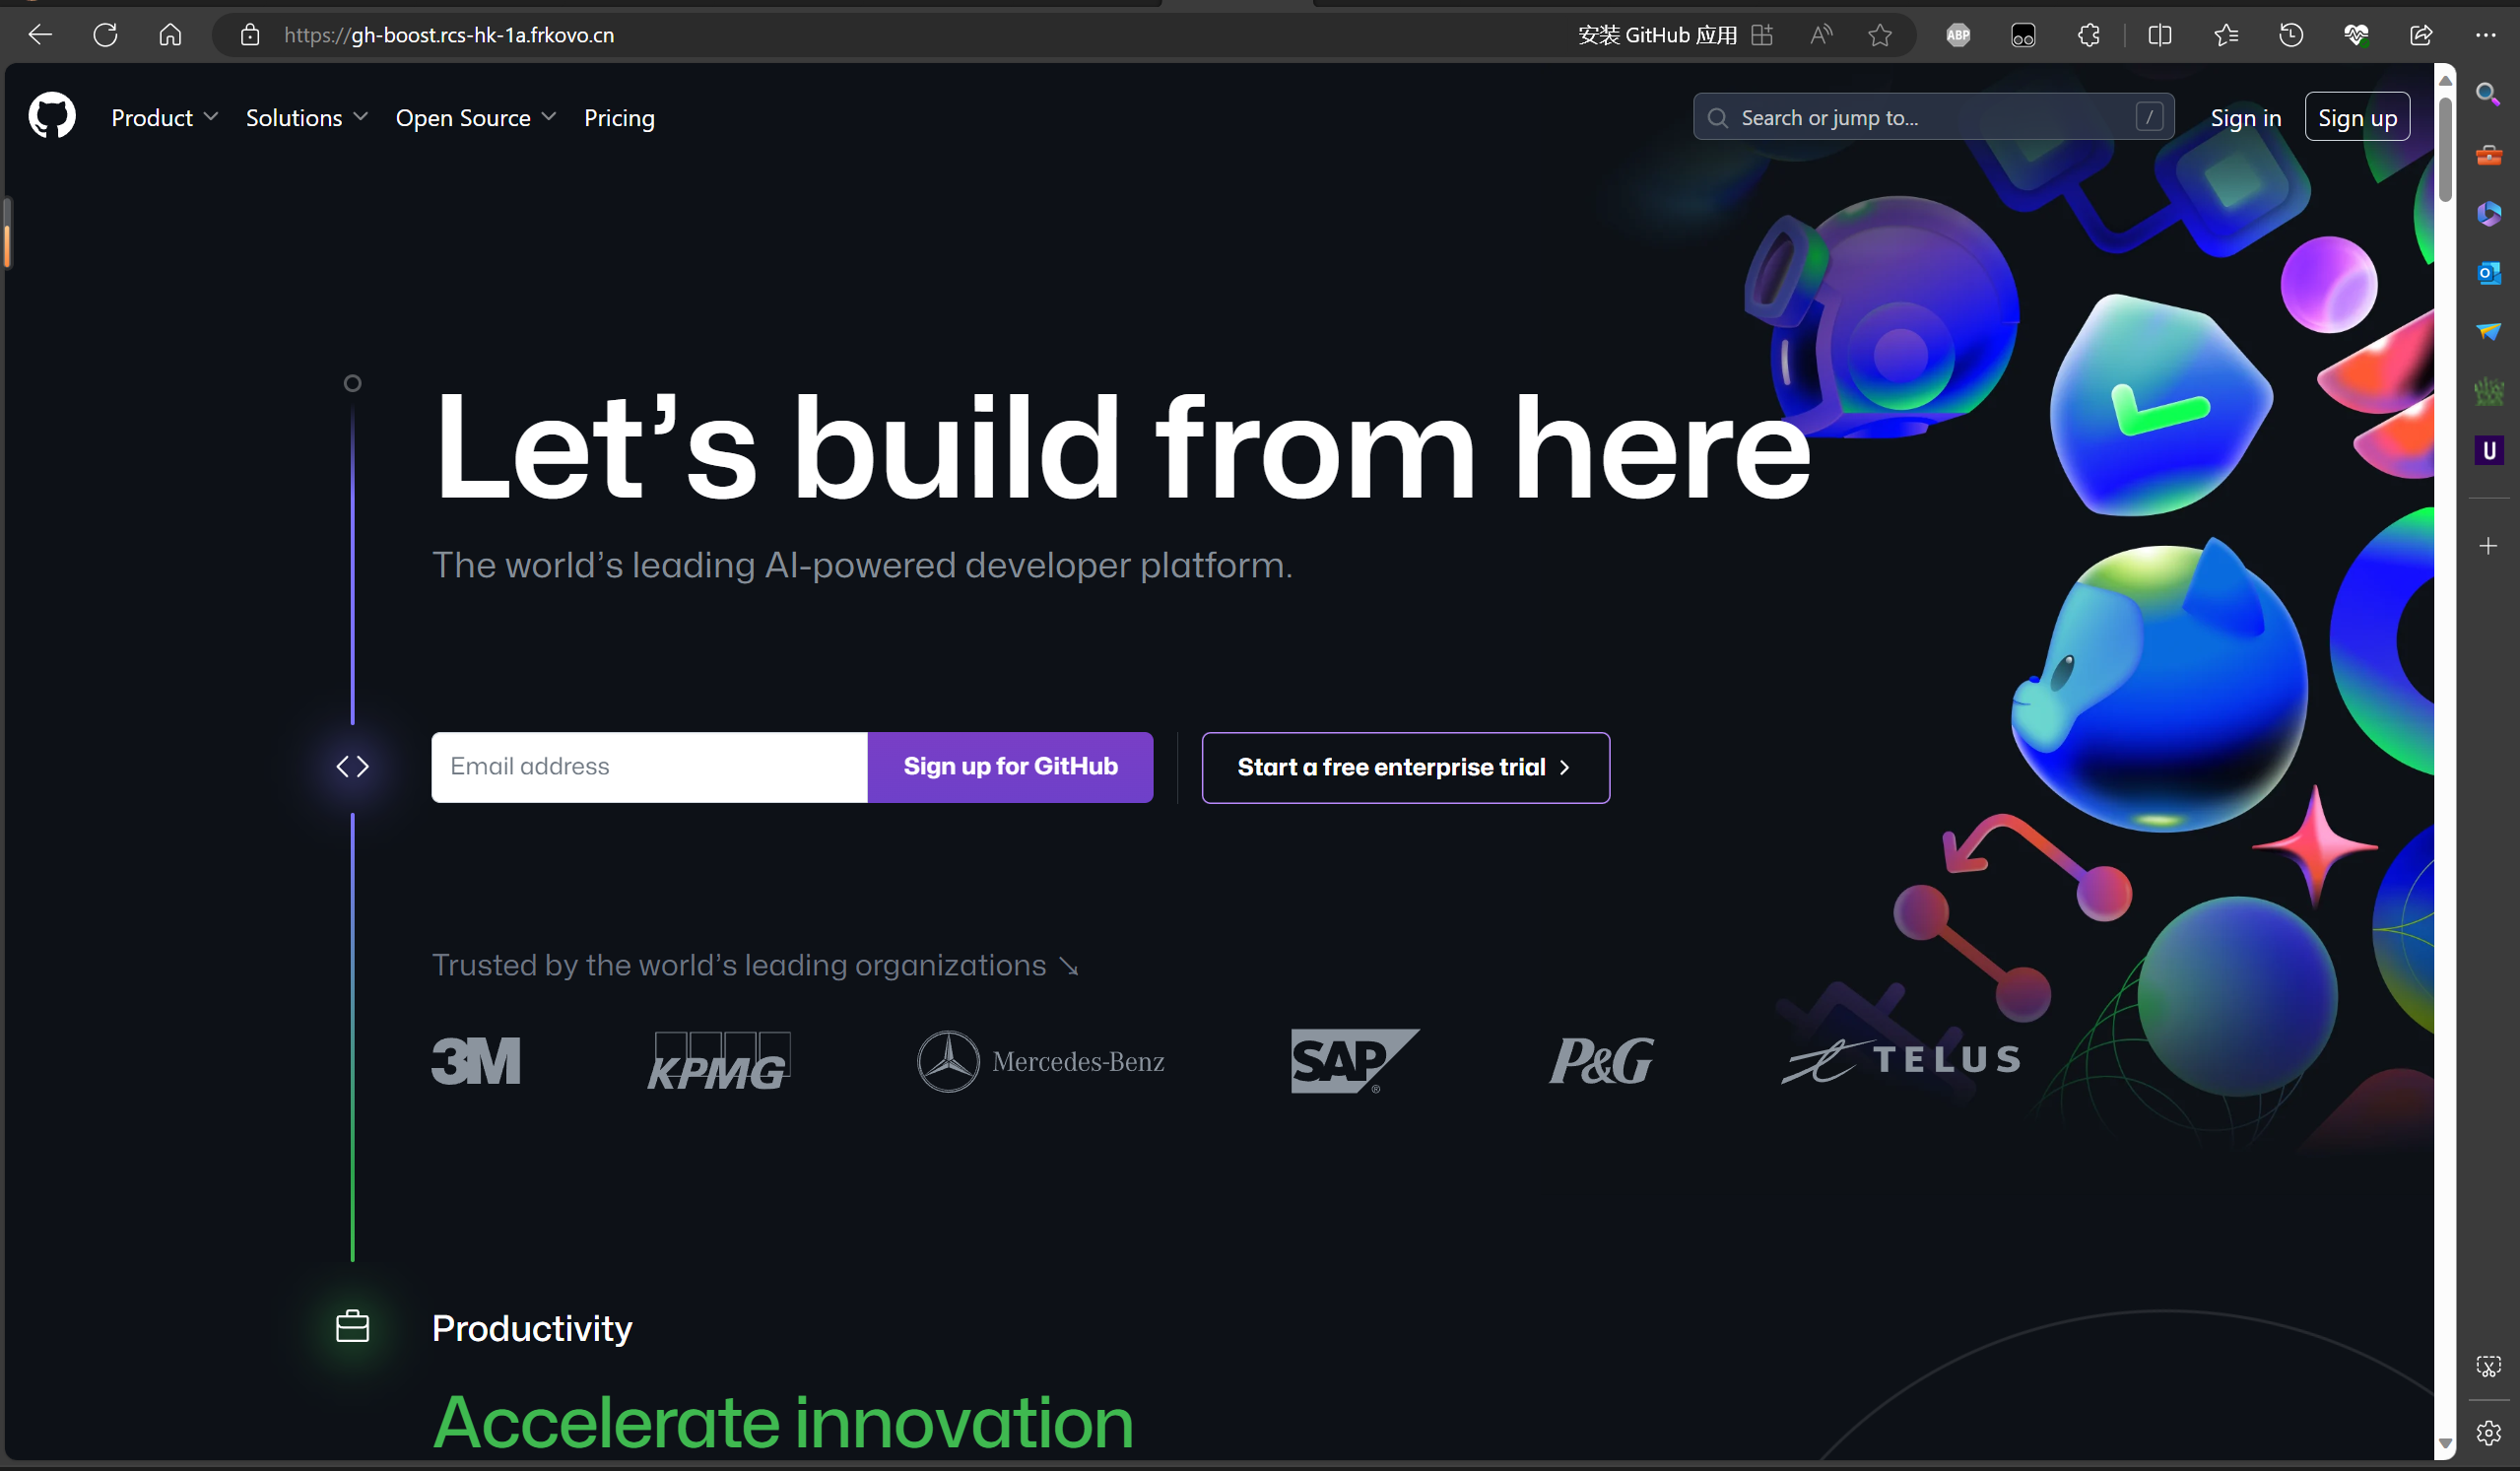 https://gh-boost.rcs-hk-1a.frkovo.cn
安装 GitHub 应用
ABP
Product
Solutions
Open Source
Pricing
Search or jump to...
/
Sign in
Sign up
Let’s build from here
The world’s leading AI-powered developer platform.
Email address
Sign up for GitHub
Start a free enterprise trial
Trusted by the world’s leading organizations
3M
KPMG
Mercedes-Benz
SAP®
P&G
TELUS
Productivity
Accelerate innovation
U